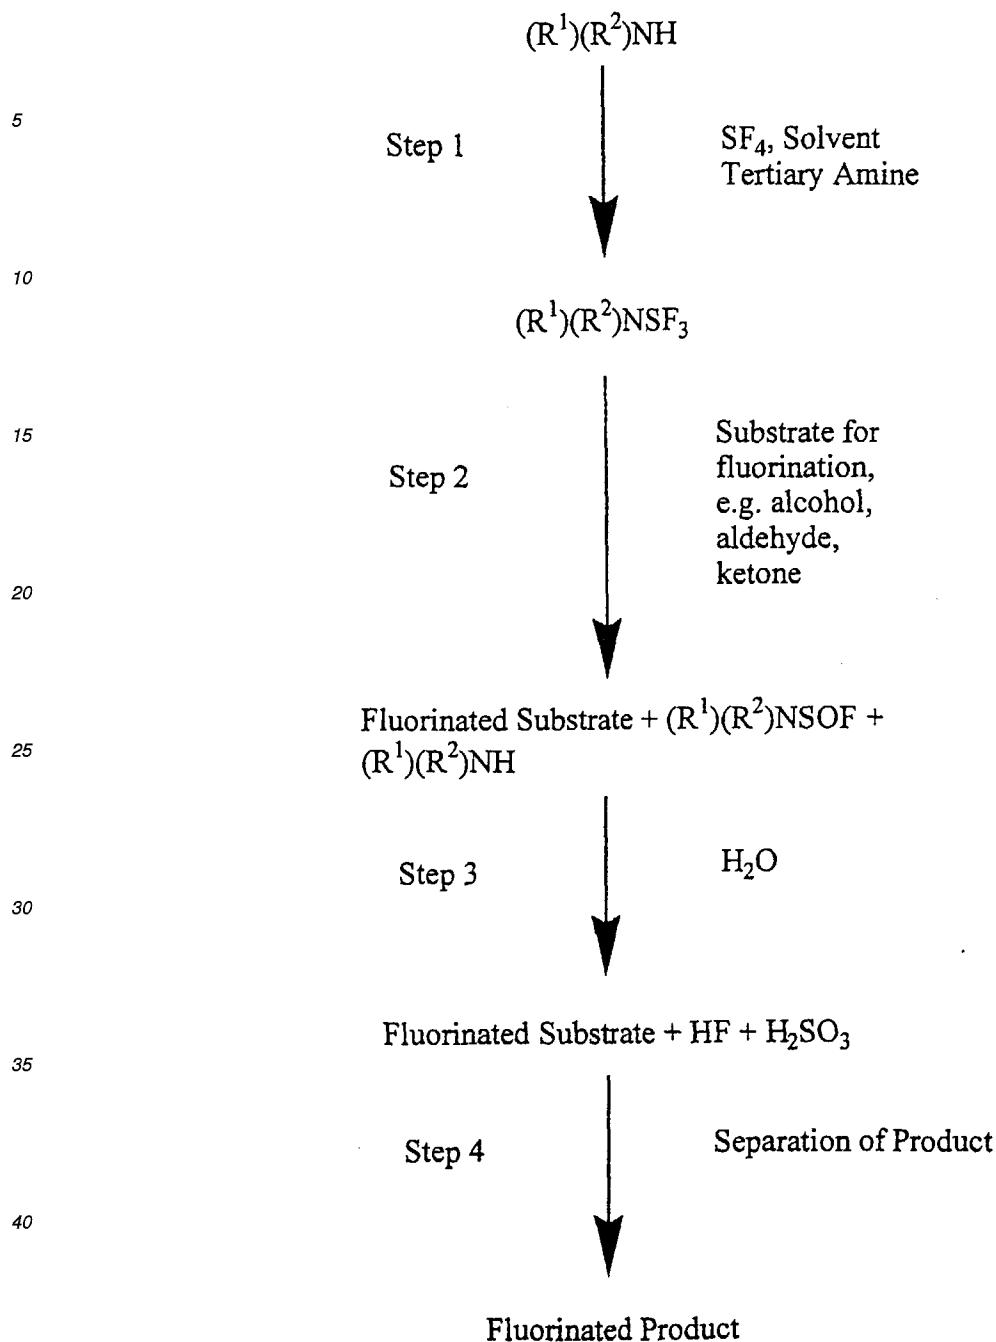 (R¹)(R²)NH
5
Step 1
SF₄, Solvent
Tertiary Amine
10
(R¹)(R²)NSF₃
15
Step 2
Substrate for
fluorination,
e.g. alcohol,
aldehyde,
ketone
20
Fluorinated Substrate + (R¹)(R²)NSOF +
(R¹)(R²)NH
25
Step 3
H₂O
30
Fluorinated Substrate + HF + H₂SO₃
35
Step 4
Separation of Product
40
Fluorinated Product